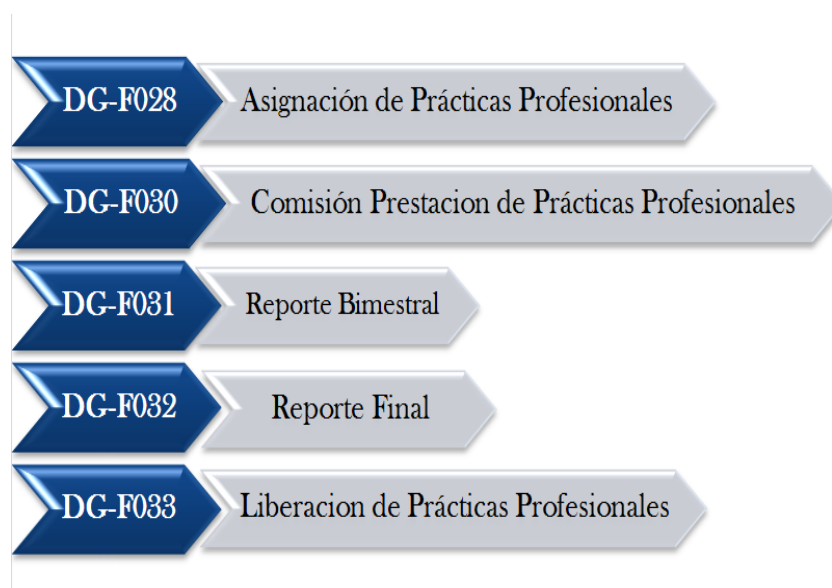 DG-F028 Asignación de Prácticas Profesionales
DG-F030 Comisión Prestacion de Prácticas Profesionales
DG-F031 Reporte Bimestral
DG-F032 Reporte Final
DG-F033 Liberacion de Prácticas Profesionales